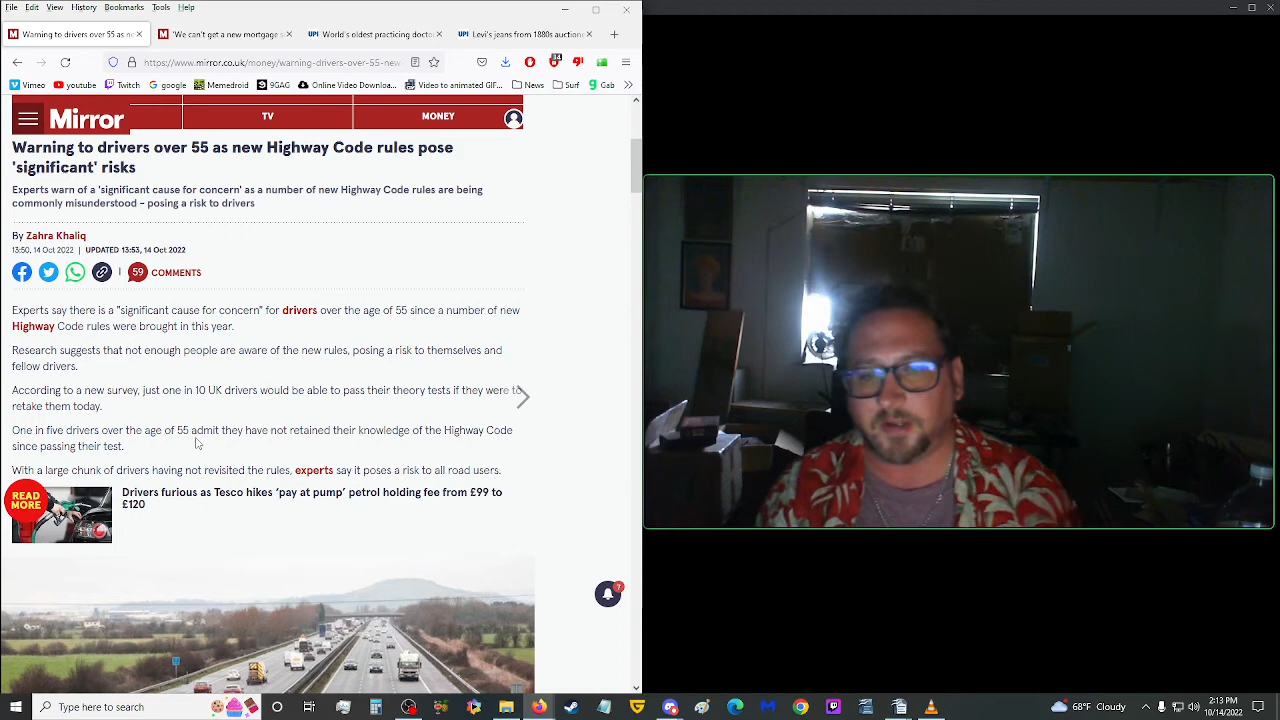 File Edit View History Bookmarks Tools Help
Warning to drivers over 55 as ne
'We can't get a new mortgage s
UPI World's oldest practicing doctor
UPI Levi's jeans from 1880s auctione
https://www.mirror.co.uk/money/warning-drivers-over-55-new-
84
Vimeo youtube Twitch google Memedroid 9GAG Online Video Downloa... Video to animated GIF... News Surf Gab
Mirror TV MONEY
Warning to drivers over 55 as new Highway Code rules pose
'significant' risks
Experts warn of a 'significant cause for concern' as a number of new Highway Code rules are being
commonly misunderstood – posing a risk to drivers
By Zahra Khaliq
13:50, 14 Oct 2022 | UPDATED 13:53, 14 Oct 2022
59 COMMENTS
Experts say there is a "significant cause for concern" for drivers over the age of 55 since a number of new
Highway Code rules were brought in this year.
Research suggests that not enough people are aware of the new rules, posing a risk to themselves and
fellow drivers.
According to a new survey, just one in 10 UK drivers would be able to pass their theory tests if they were to
retake them today.
One in five drivers over the age of 55 admit they have not retained their knowledge of the Highway Code
since passing their test.
With a large chunk of drivers having not revisited the rules, experts say it poses a risk to all road users.
READ
MORE
Drivers furious as Tesco hikes 'pay at pump' petrol holding fee from £99 to
£120
7
Type here to search
68°F Cloudy
2:13 PM
10/14/2022